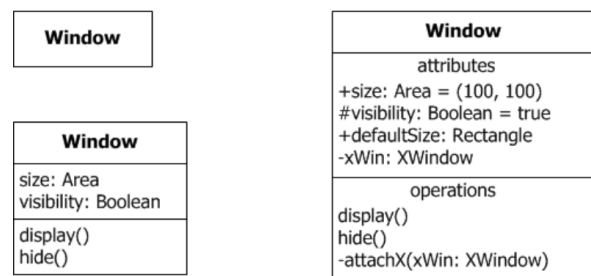 Window
Window
size: Area
visibility: Boolean
display()
hide()
Window
attributes
+size: Area = (100, 100)
#visibility: Boolean = true
+defaultSize: Rectangle
-xWin: XWindow
operations
display()
hide()
-attachX(xWin: XWindow)